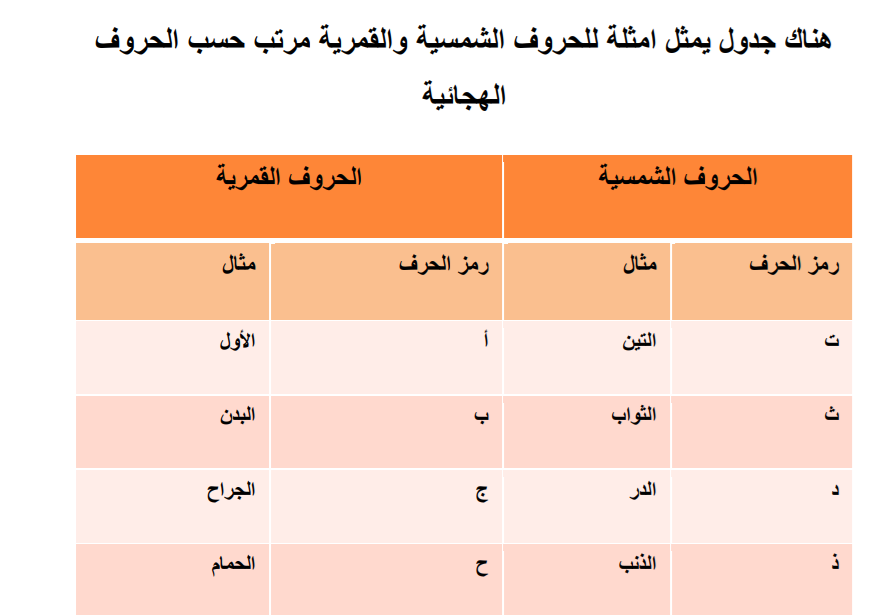 هناك جدول يمثل امثلة للحروف الشمسية والقمرية مرتب حسب الحروف
الهجائية
الحروف الشمسية الحروف القمرية
رمز الحرف مثال رمز الحرف مثال
ت التين أ الأول
ث الثواب ب البدن
د الدر ج الجراح
ذ الذنب ح الحمام